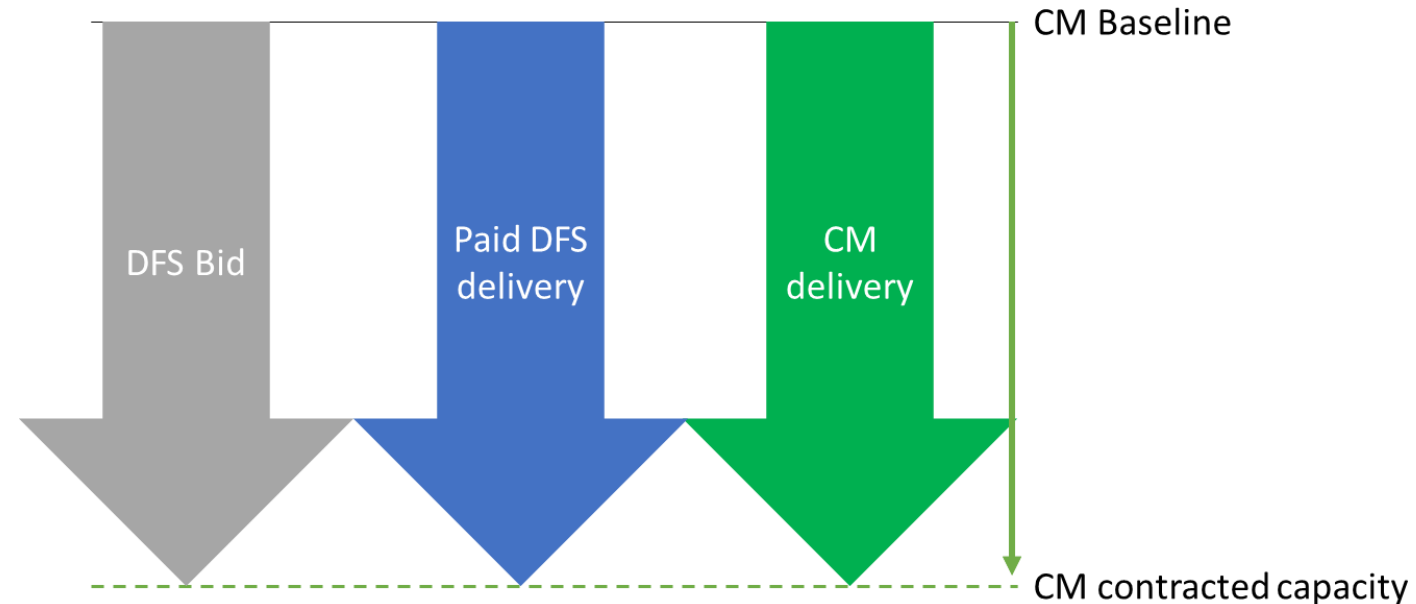 CM Baseline
DFS Bid
Paid DFS
delivery
CM
delivery
CM contracted capacity